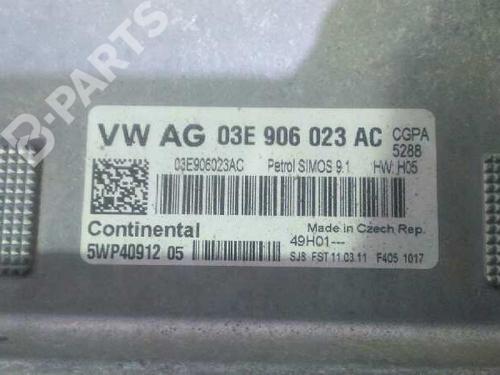 B-PARTS
VW AG 03E 906 023 AC CGPA
5288
03E906023AC Petrol SIMOS 9.1 HW: H05
Continental
Made in Czech Rep.
5WP40912 05
49H01---
SJ8 FST 11.03.11 F405 1017